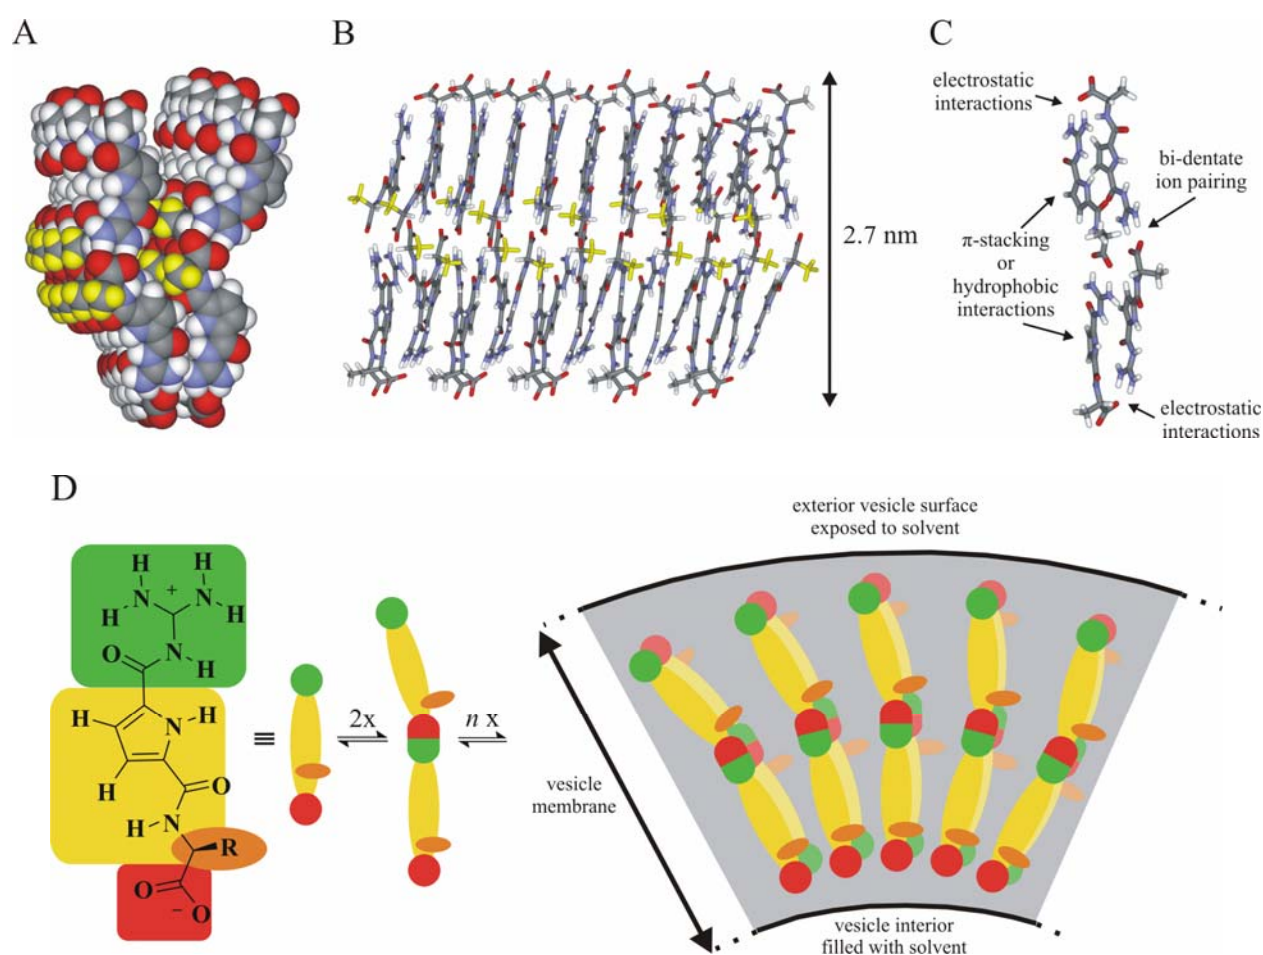 A
B
C
electrostatic
interactions
bi-dentate
ion pairing
2.7 nm
π-stacking
or
hydrophobic
interactions
electrostatic
interactions
D
exterior vesicle surface
exposed to solvent
H H
+
H N N H
O N H
H N H
H
O
H N
R
O
− O
≡
2x
n x
vesicle
membrane
vesicle interior
filled with solvent